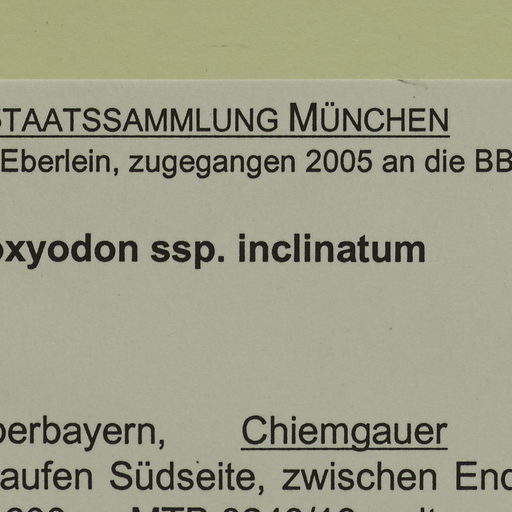 STAATSSAMMLUNG MÜNCHEN
Eberlein, zugegangen 2005 an die BB
oxyodon ssp. inclinatum
berbayern, Chiemgauer
aufen Südseite, zwischen End